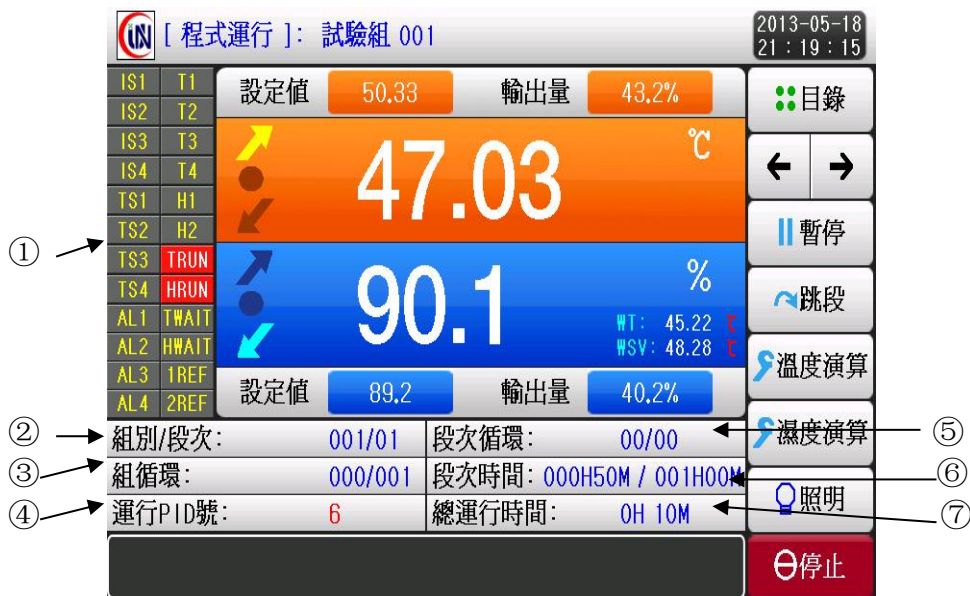 iN [ 程式運行 ]: 試驗組 001
2013-05-18
21 : 19 : 15
IS1 T1
IS2 T2
IS3 T3
IS4 T4
TS1 H1
TS2 H2
TS3 TRUN
TS4 HRUN
AL1 TWAIT
AL2 HWAIT
AL3 1REF
AL4 2REF
設定值 50.33 輸出量 43.2%
47.03 ℃
90.1 %
WT: 45.22 ℃
WSV: 48.28 ℃
設定值 89.2 輸出量 40.2%
目錄
← →
暫停
跳段
溫度演算
濕度演算
照明
停止
組別/段次: 001/01 段次循環: 00/00
組循環: 000/001 段次時間: 000H50M / 001H00M
運行PID號: 6 總運行時間: 0H 10M
①
②
③
④
⑤
⑥
⑦